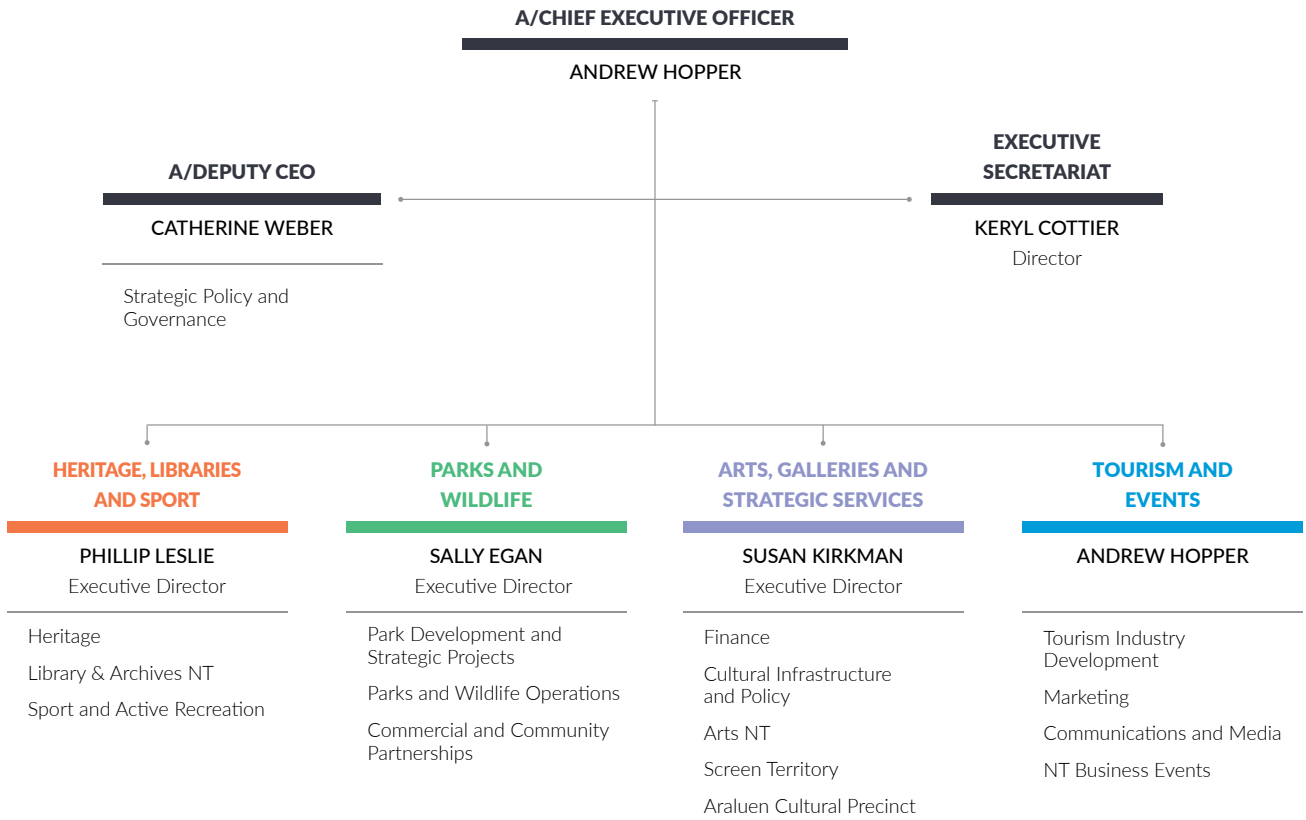 A/CHIEF EXECUTIVE OFFICER
ANDREW HOPPER
A/DEPUTY CEO
CATHERINE WEBER
Strategic Policy and
Governance
EXECUTIVE
SECRETARIAT
KERYL COTTIER
Director
HERITAGE, LIBRARIES
AND SPORT
PHILLIP LESLIE
Executive Director
Heritage
Library & Archives NT
Sport and Active Recreation
PARKS AND
WILDLIFE
SALLY EGAN
Executive Director
Park Development and
Strategic Projects
Parks and Wildlife Operations
Commercial and Community
Partnerships
ARTS, GALLERIES AND
STRATEGIC SERVICES
SUSAN KIRKMAN
Executive Director
Finance
Cultural Infrastructure
and Policy
Arts NT
Screen Territory
Araluen Cultural Precinct
TOURISM AND
EVENTS
ANDREW HOPPER
Tourism Industry
Development
Marketing
Communications and Media
NT Business Events